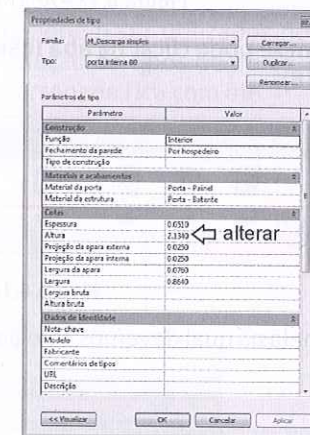 Propriedades de tipo
Família: M_Descarga simples Carregar...
Tipo: porta interna 80 Duplicar...
Renomear...
Parâmetros de tipo
Parâmetro Valor
Construção
Função Interior
Fechamento da parede Por hospedeiro
Tipo de construção
Materiais e acabamentos
Material da porta Porta - Painel
Material da estrutura Porta - Batente
Cotas
Espessura 0.0510
Altura 2.1340 alterar
Projeção da apara externa 0.0250
Projeção da apara interna 0.0250
Largura da apara 0.0760
Largura 0.8640
Largura bruta
Altura bruta
Dados de identidade
Nota-chave
Modelo
Fabricante
Comentários de tipos
URL
Descrição
<< Visualizar OK Cancelar Aplicar